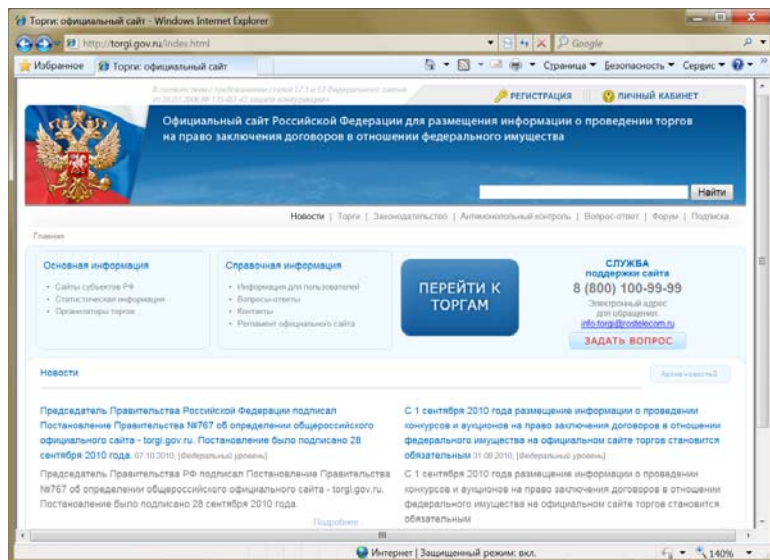 Торги: официальный сайт - Windows Internet Explorer
http://torgi.gov.ru/index.html
Google
Избранное
Торги: официальный сайт
Страница
Безопасность
Сервис
РЕГИСТРАЦИЯ
ЛИЧНЫЙ КАБИНЕТ
Официальный сайт Российской Федерации для размещения информации о проведении торгов
на право заключения договоров в отношении федерального имущества
Найти
Новости | Торги | Законодательство | Антимонопольный контроль | Вопрос-ответ | Форум | Подписка
Главная
Основная информация
• Сайты субъектов РФ
• Статистическая информация
• Организаторы торгов
Справочная информация
• Информация для пользователей
• Вопросы-ответы
• Контакты
• Регламент официального сайта
ПЕРЕЙТИ К
ТОРГАМ
СЛУЖБА
поддержки сайта
8 (800) 100-99-99
Электронный адрес
для обращения:
info-torgi@rostelecom.ru
ЗАДАТЬ ВОПРОС
Новости
Архив новостей
Председатель Правительства Российской Федерации подписал
Постановление Правительства №767 об определении общероссийского
официального сайта - torgi.gov.ru. Постановление было подписано 28
сентября 2010 года. 07.10.2010, [Федеральный уровень]
Председатель Правительства РФ подписал Постановление Правительства
№767 об определении общероссийского официального сайта - torgi.gov.ru.
Постановление было подписано 28 сентября 2010 года.
Подробнее...
С 1 сентября 2010 года размещение информации о проведении
конкурсов и аукционов на право заключения договоров в отношении
федерального имущества на официальном сайте торгов становится
обязательным 31.08.2010, [Федеральный уровень]
С 1 сентября 2010 года размещение информации о проведении
конкурсов и аукционов на право заключения договоров в отношении
федерального имущества на официальном сайте торгов становится
обязательным
Интернет | Защищенный режим: вкл.
140%